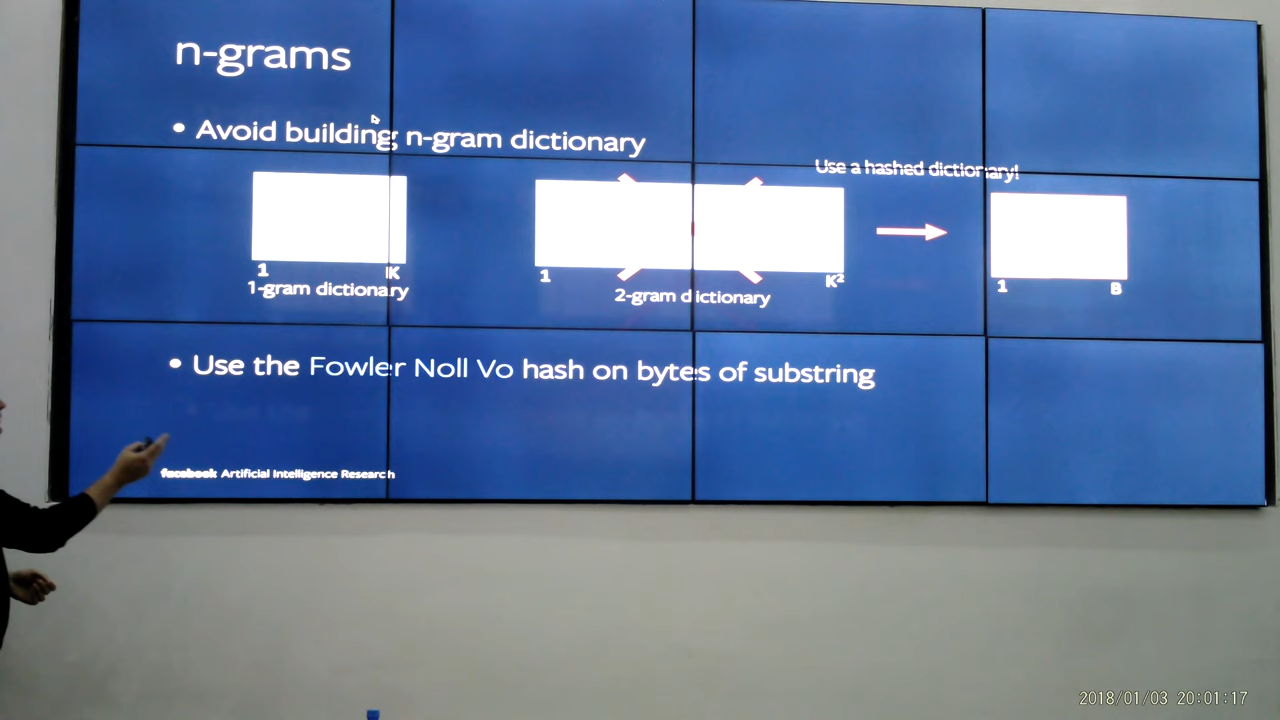 n-grams
• Avoid building n-gram dictionary
Use a hashed dictionary!
1 K
1-gram dictionary
1 K²
2-gram dictionary
1 B
• Use the Fowler Noll Vo hash on bytes of substring
facebook Artificial Intelligence Research
2018/01/03 20:01:17